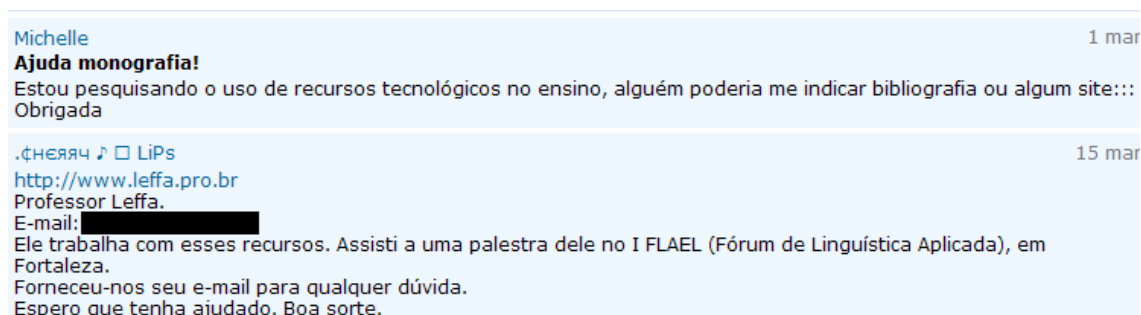 Michelle 1 mar
Ajuda monografia!
Estou pesquisando o uso de recursos tecnológicos no ensino, alguém poderia me indicar bibliografia ou algum site:::
Obrigada
.¢нєяяч ♪ □ LiPs 15 mar
http://www.leffa.pro.br
Professor Leffa.
E-mail:
Ele trabalha com esses recursos. Assisti a uma palestra dele no I FLAEL (Fórum de Linguística Aplicada), em
Fortaleza.
Forneceu-nos seu e-mail para qualquer dúvida.
Espero que tenha ajudado. Boa sorte.